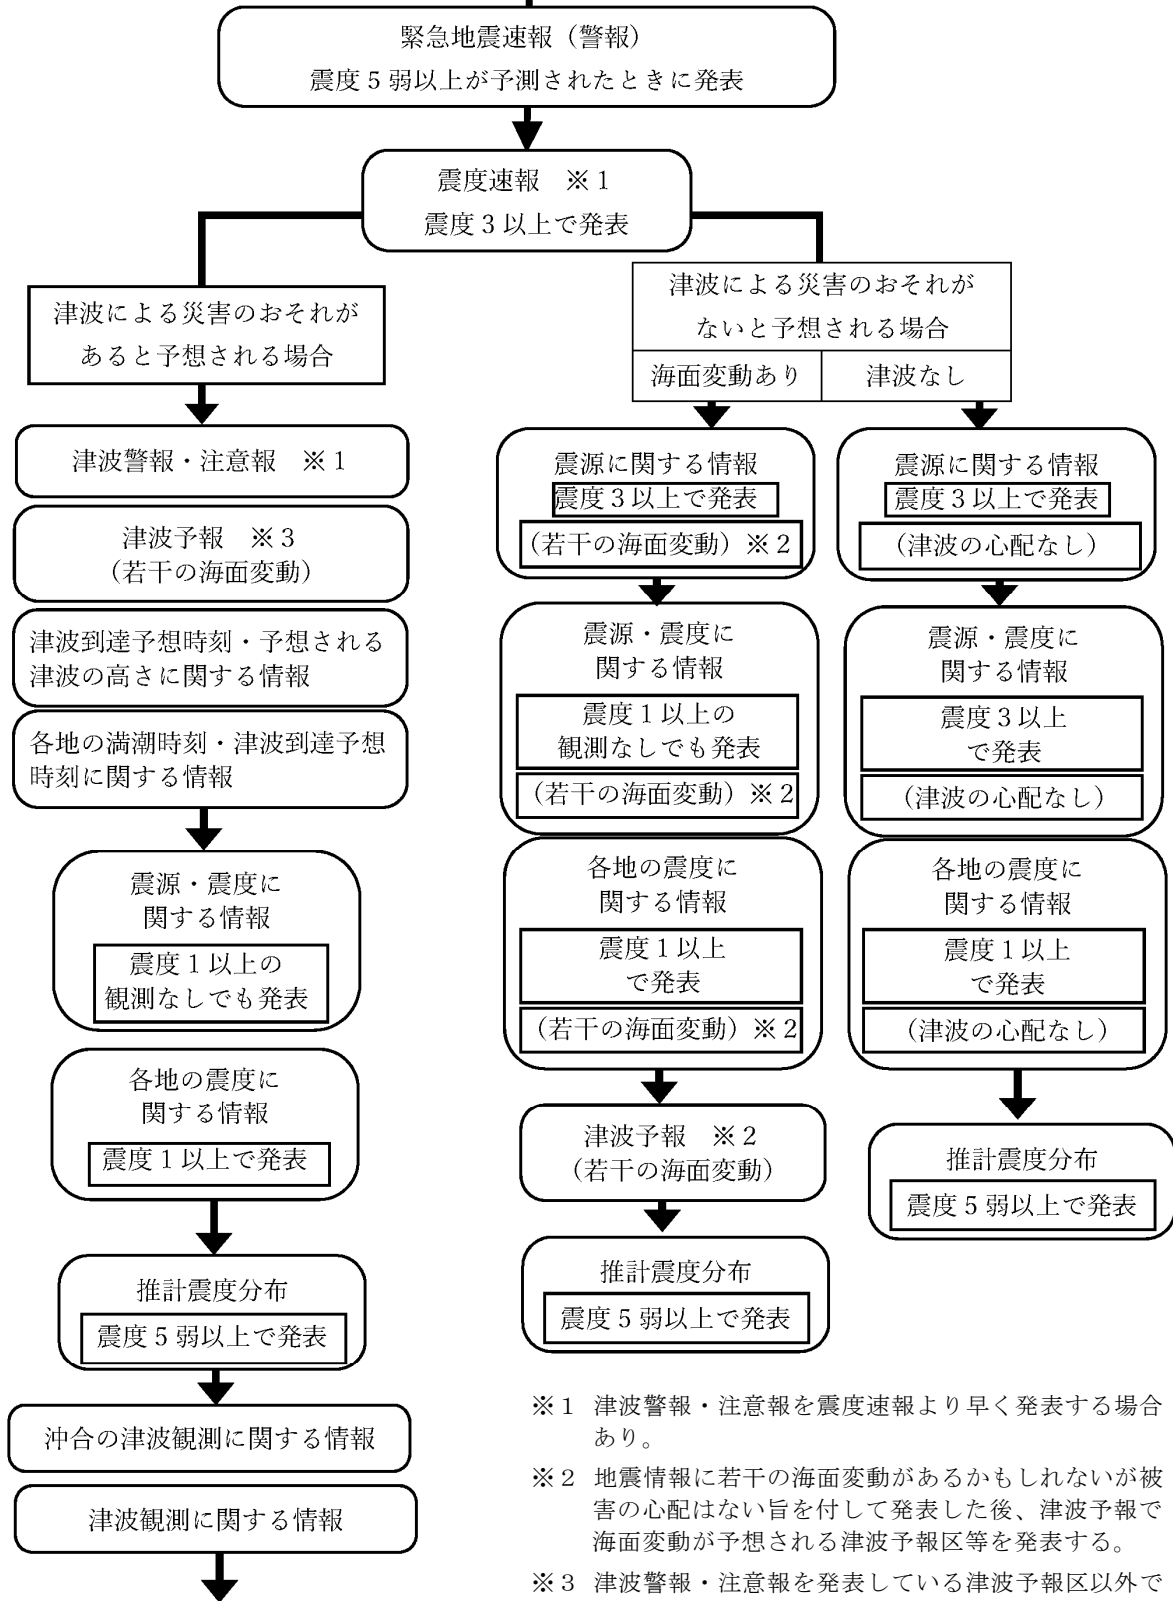 緊急地震速報（警報）
震度５弱以上が予測されたときに発表
震度速報　※１
震度３以上で発表
津波による災害のおそれが
あると予想される場合
津波警報・注意報　※１
津波予報　※３
（若干の海面変動）
津波到達予想時刻・予想される
津波の高さに関する情報
各地の満潮時刻・津波到達予想
時刻に関する情報
震源・震度に
関する情報
震度１以上の
観測なしでも発表
各地の震度に
関する情報
震度１以上で発表
推計震度分布
震度５弱以上で発表
沖合の津波観測に関する情報
津波観測に関する情報
津波による災害のおそれが
ないと予想される場合
海面変動あり
津波なし
震源に関する情報
震度３以上で発表
（若干の海面変動）※２
震源・震度に
関する情報
震度１以上の
観測なしでも発表
（若干の海面変動）※２
各地の震度に
関する情報
震度１以上
で発表
（若干の海面変動）※２
津波予報　※２
（若干の海面変動）
推計震度分布
震度５弱以上で発表
震源に関する情報
震度３以上で発表
（津波の心配なし）
震源・震度に
関する情報
震度３以上
で発表
（津波の心配なし）
各地の震度に
関する情報
震度１以上
で発表
（津波の心配なし）
推計震度分布
震度５弱以上で発表
※１　津波警報・注意報を震度速報より早く発表する場合
あり。
※２　地震情報に若干の海面変動があるかもしれないが被
害の心配はない旨を付して発表した後、津波予報で
海面変動が予想される津波予報区等を発表する。
※３　津波警報・注意報を発表している津波予報区以外で